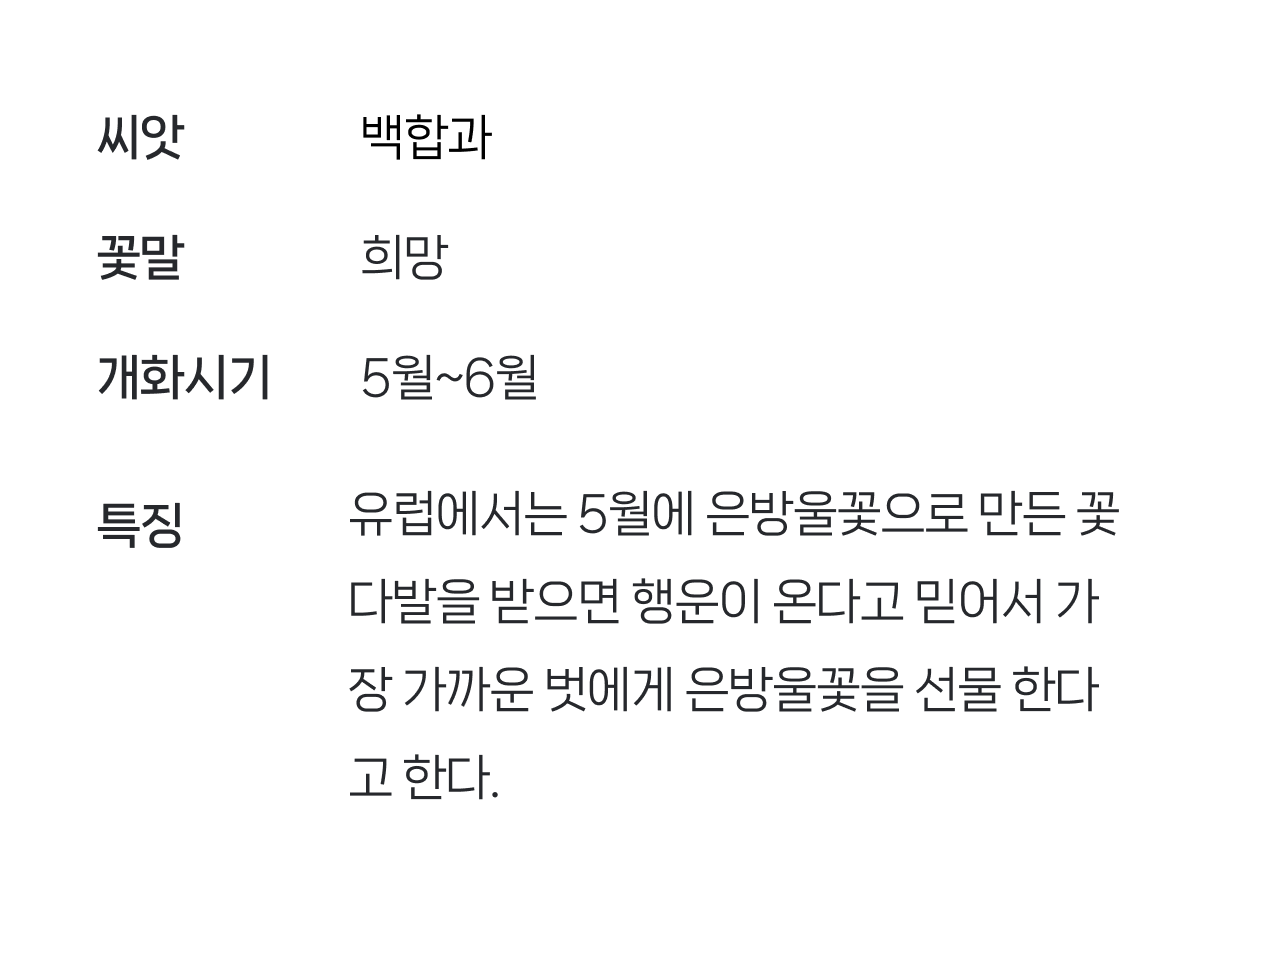 씨앗 백합과
꽃말 희망
개화시기 5월~6월
특징 유럽에서는 5월에 은방울꽃으로 만든 꽃
다발을 받으면 행운이 온다고 믿어서 가
장 가까운 벗에게 은방울꽃을 선물 한다
고 한다.